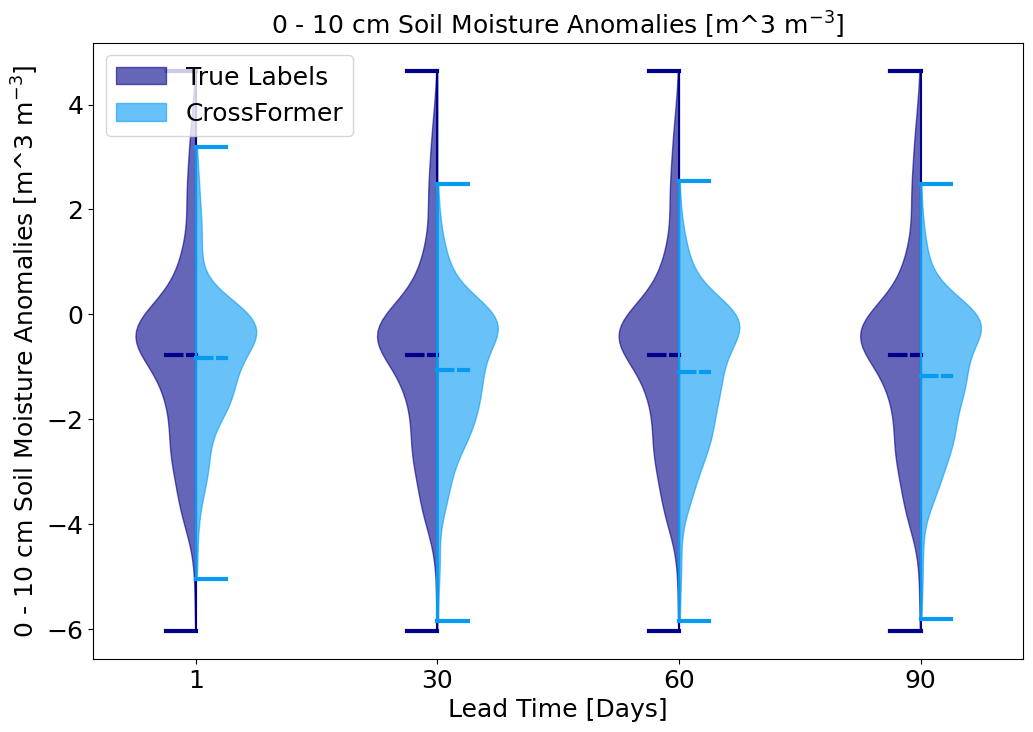 0 - 10 cm Soil Moisture Anomalies [m^3 m⁻³]
True Labels
CrossFormer
0 - 10 cm Soil Moisture Anomalies [m^3 m⁻³]
4
2
0
−2
−4
−6
1
30
60
90
Lead Time [Days]